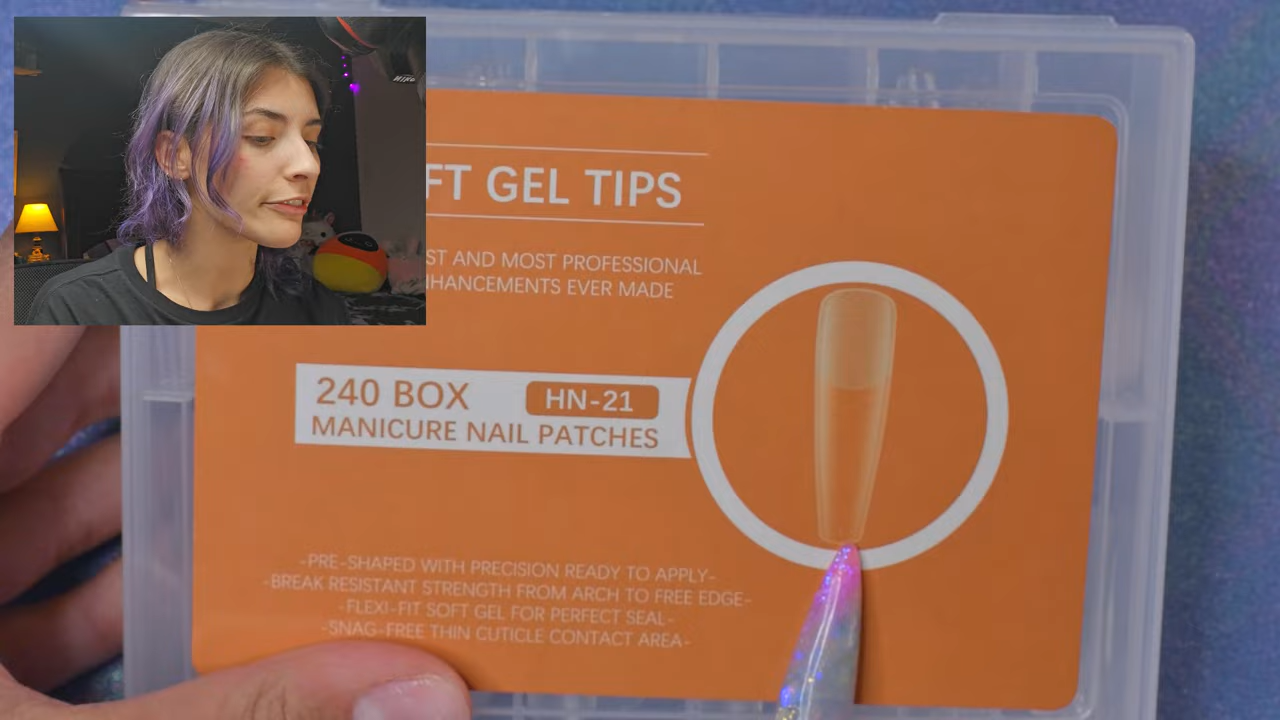 FT GEL TIPS
ST AND MOST PROFESSIONAL
HANCEMENTS EVER MADE
240 BOX
HN-21
MANICURE NAIL PATCHES
-PRE-SHAPED WITH PRECISION READY TO APPLY-
-BREAK RESISTANT STRENGTH FROM ARCH TO FREE EDGE-
-FLEXI-FIT SOFT GEL FOR PERFECT SEAL-
-SNAG-FREE THIN CUTICLE CONTACT AREA-